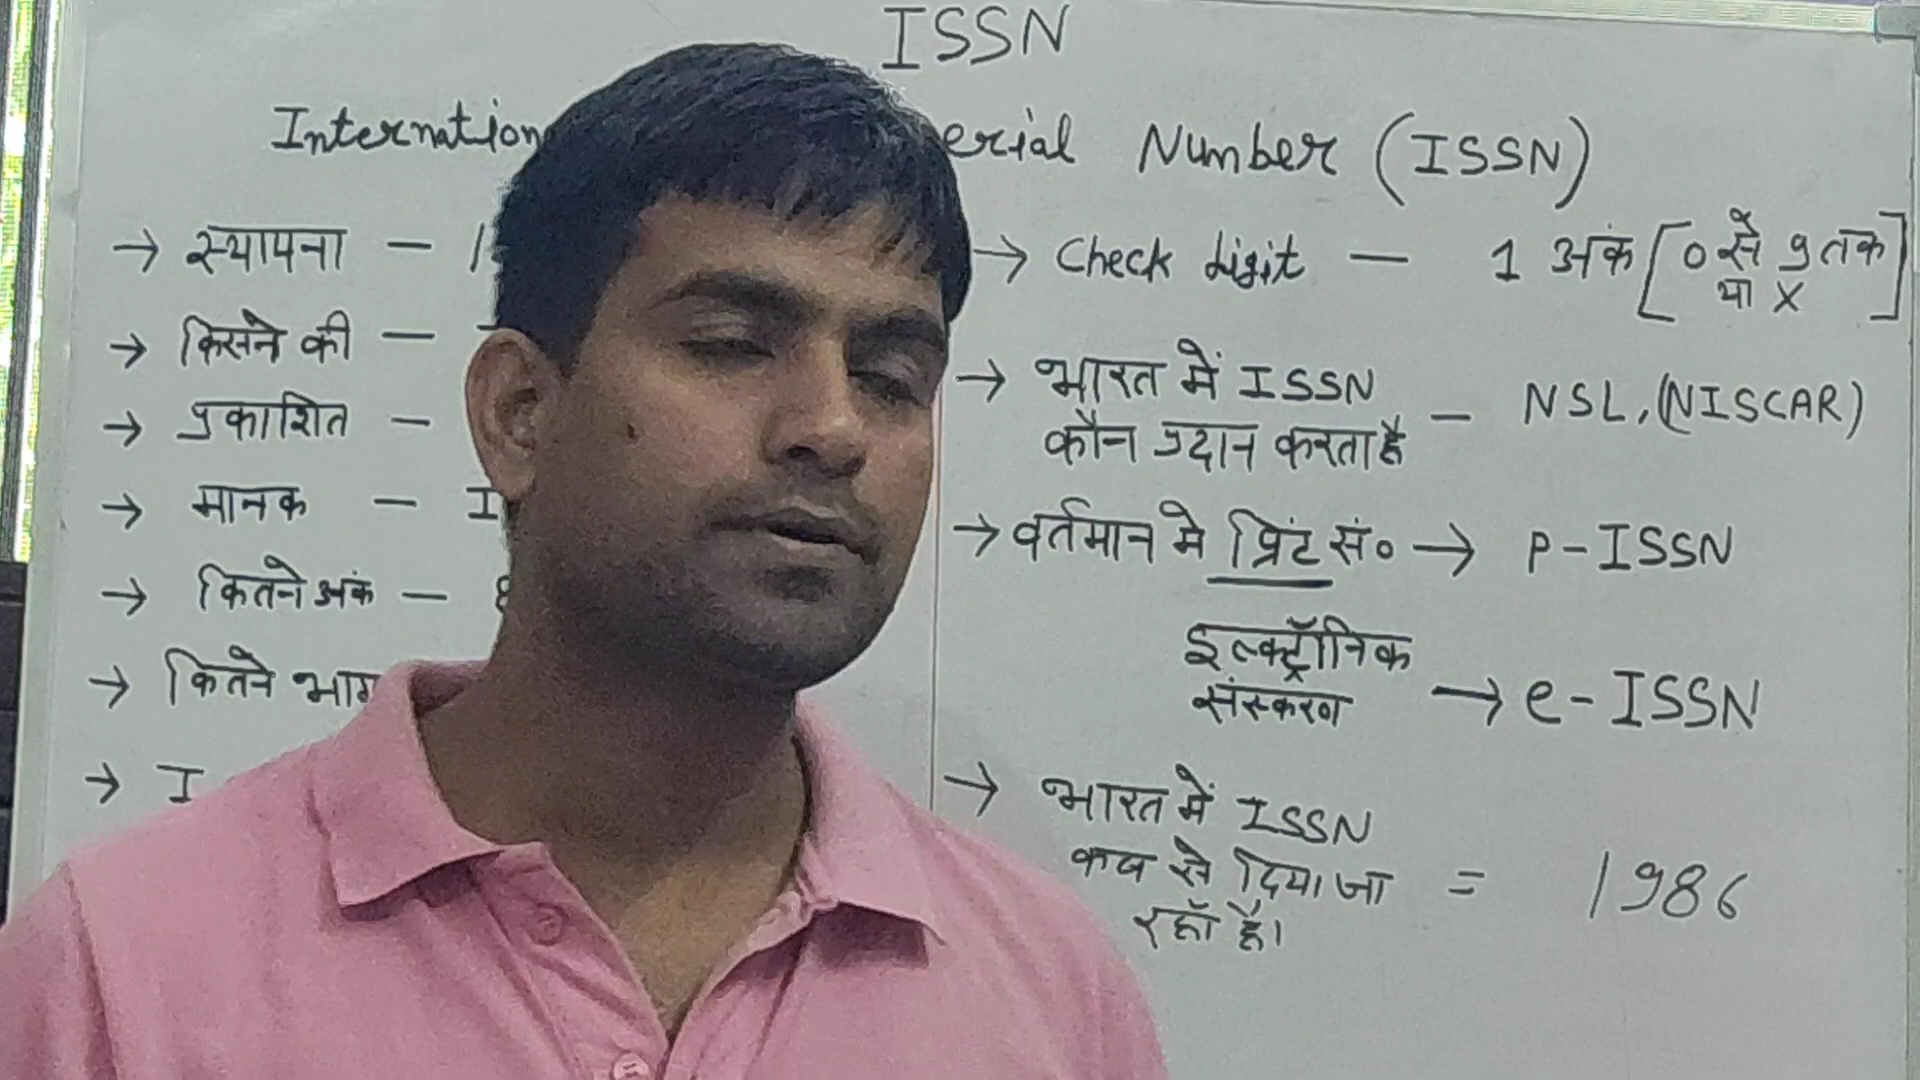 ISSN
Internation erial Number (ISSN)
→ स्थापना – 1
→ किसने की –
→ प्रकाशित –
→ मानक – I
→ कितने अंक – 8
→ कितने भाग
→ I
→ Check digit – 1 अंक [0 से 9 तक
या X]
→ भारत में ISSN
कौन प्रदान करता है – NSL, (NISCAR)
→ वर्तमान मे प्रिंट सं० → P-ISSN
इल्क्ट्रॉनिक
संस्करण → e-ISSN
→ भारत में ISSN
कब से दिया जा = 1986
रहाँ है।